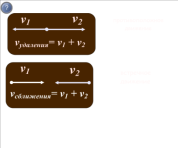 ?
v₁ v₂
vудаления= v₁ + v₂
v₁ v₂
vсближения= v₁ + v₂